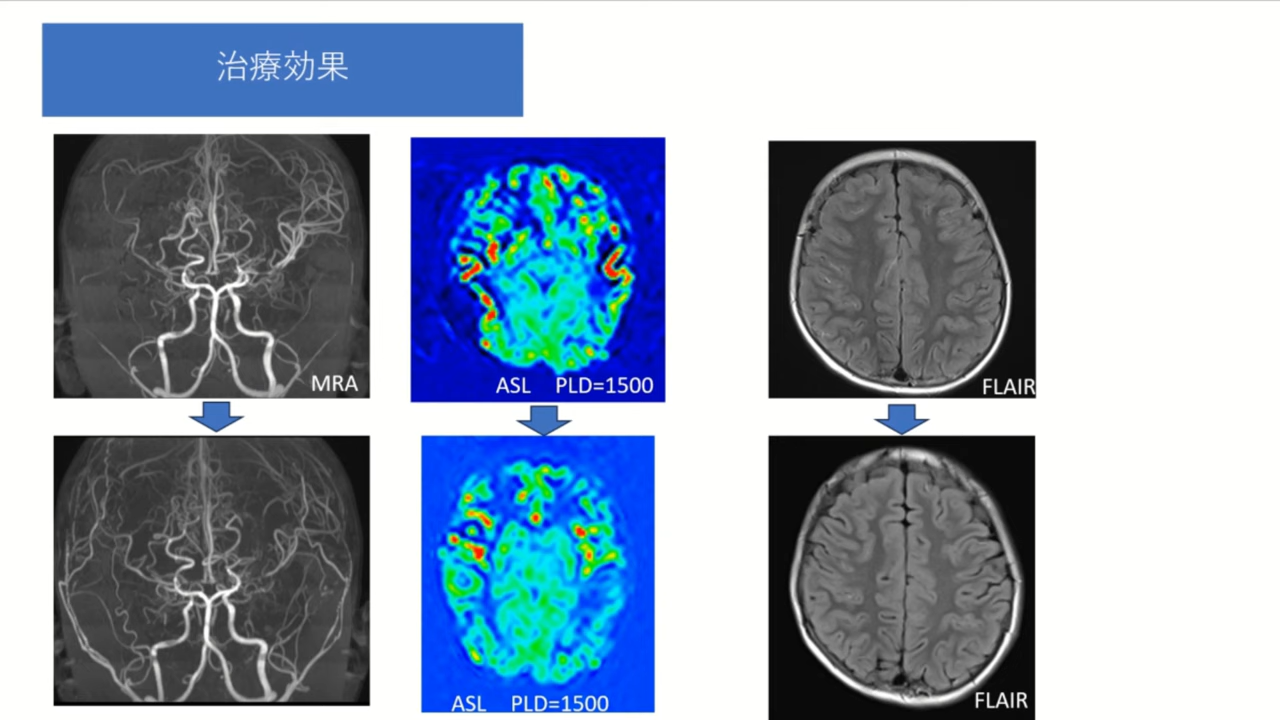 治療効果
MRA
ASL PLD=1500
FLAIR
ASL PLD=1500
FLAIR